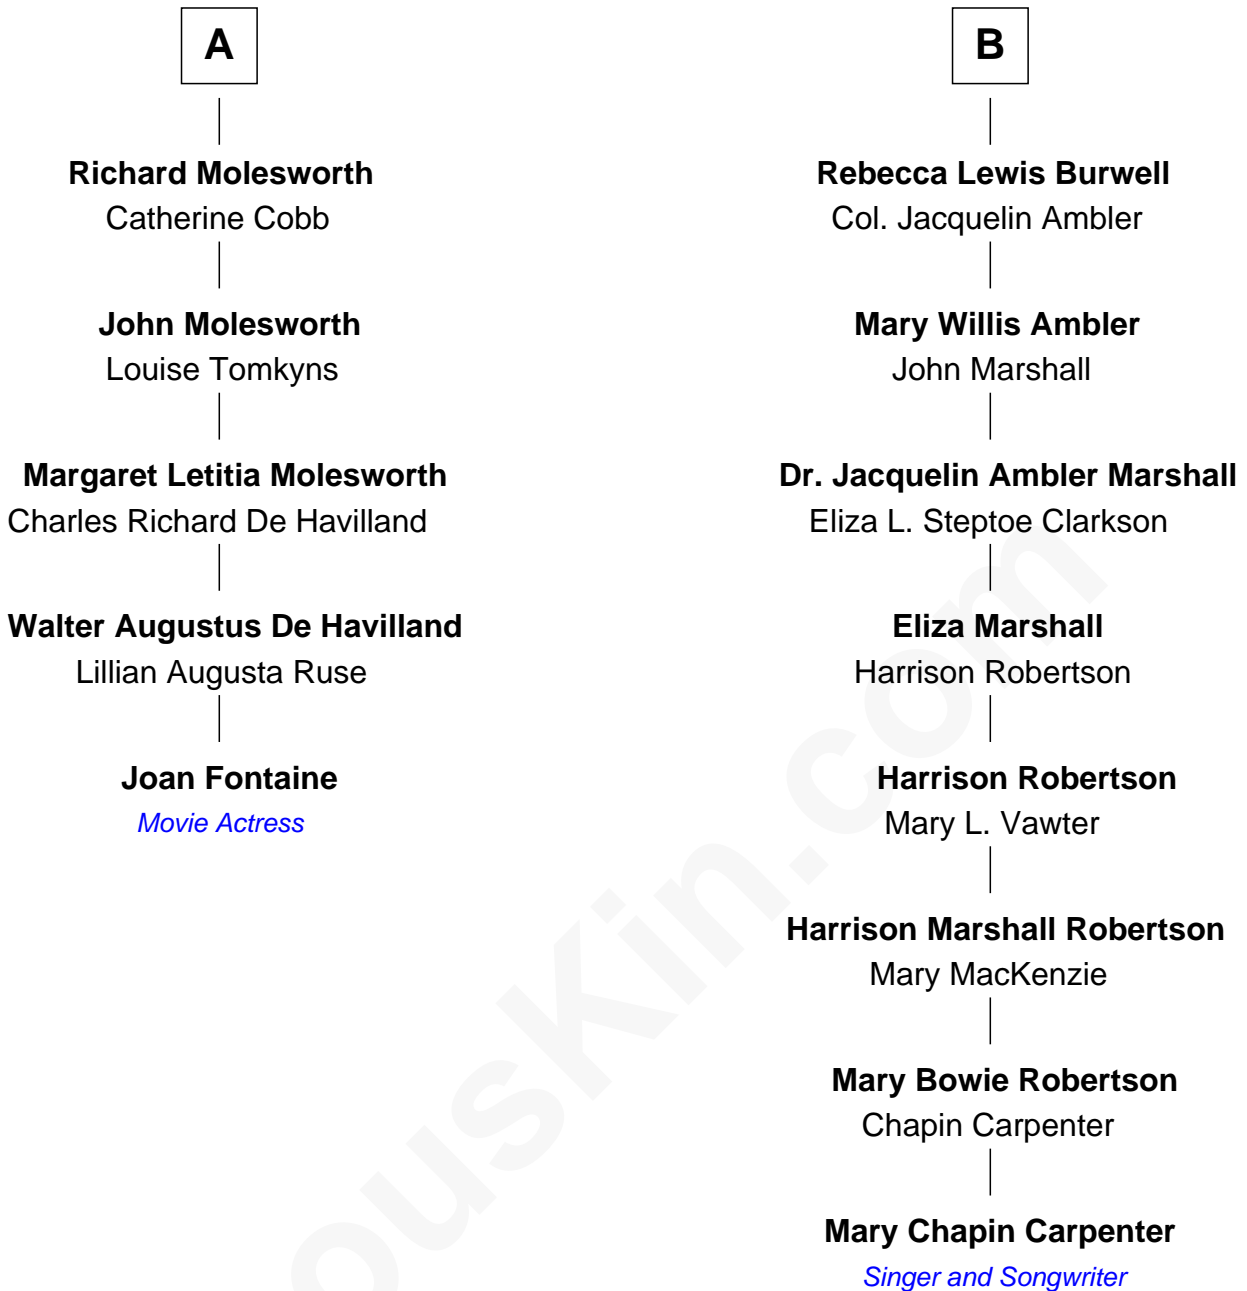 A
Richard Molesworth
Catherine Cobb
John Molesworth
Louise Tomkyns
Margaret Letitia Molesworth
Charles Richard De Havilland
Walter Augustus De Havilland
Lillian Augusta Ruse
Joan Fontaine
Movie Actress
B
Rebecca Lewis Burwell
Col. Jacquelin Ambler
Mary Willis Ambler
John Marshall
Dr. Jacquelin Ambler Marshall
Eliza L. Steptoe Clarkson
Eliza Marshall
Harrison Robertson
Harrison Robertson
Mary L. Vawter
Harrison Marshall Robertson
Mary MacKenzie
Mary Bowie Robertson
Chapin Carpenter
Mary Chapin Carpenter
Singer and Songwriter
ousKin.com